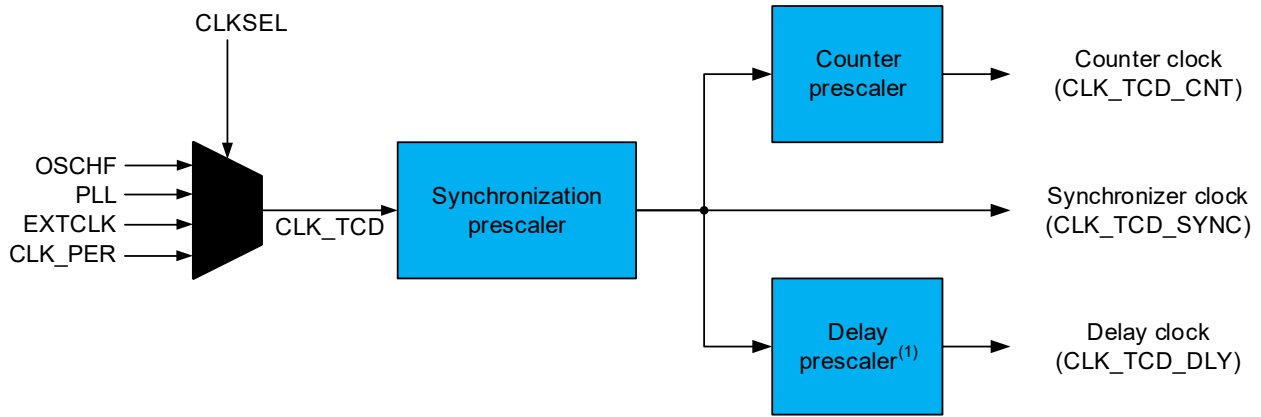 CLKSEL
OSCHF
PLL
EXTCLK
CLK_PER
CLK_TCD
Synchronization
prescaler
Counter
prescaler
Counter clock
(CLK_TCD_CNT)
Synchronizer clock
(CLK_TCD_SYNC)
Delay
prescaler(1)
Delay clock
(CLK_TCD_DLY)